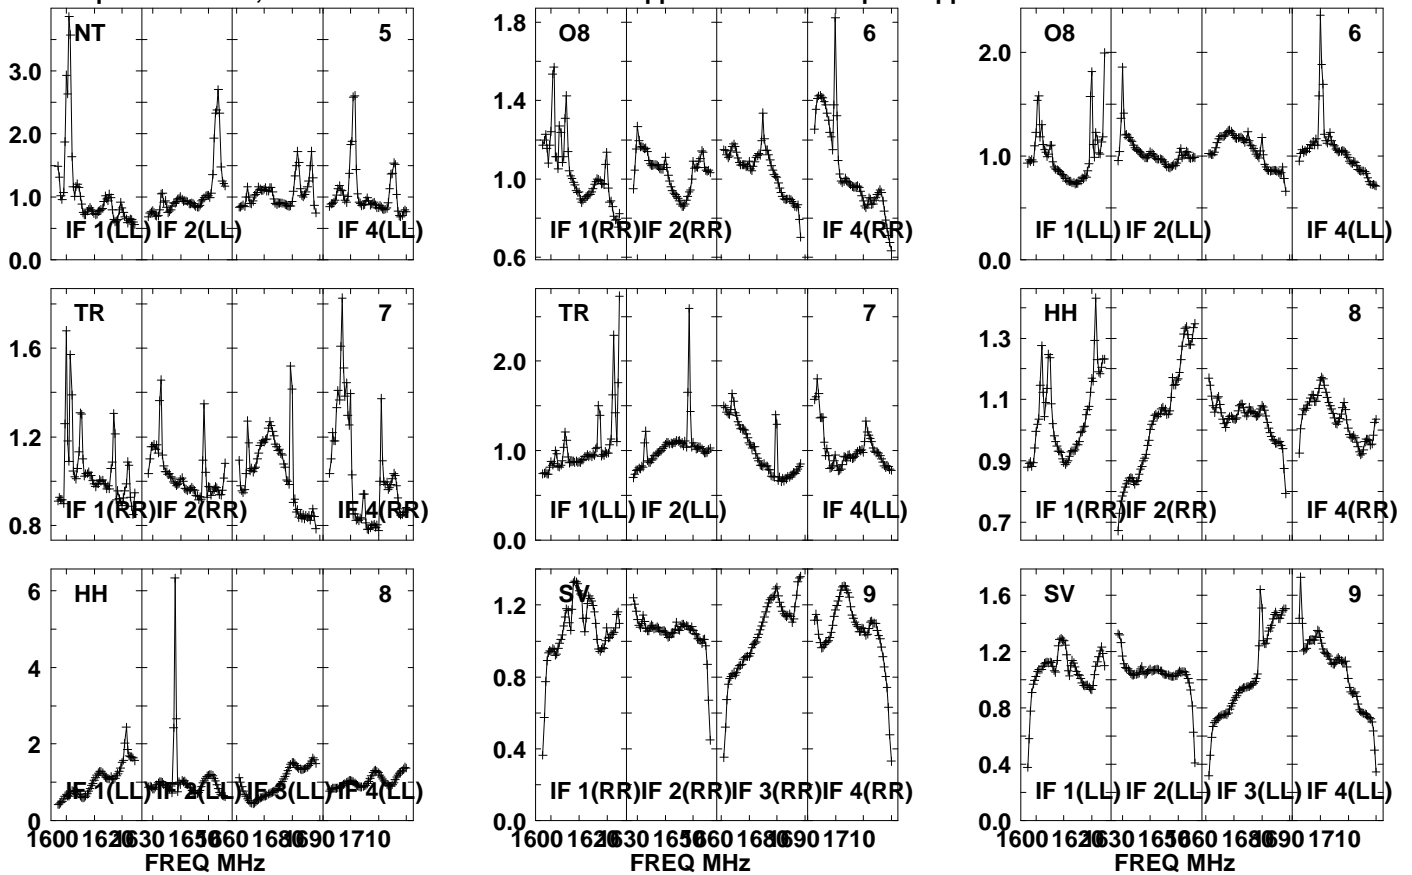 NT 5
3.0
2.0
1.0
0.0
IF 1(LL) IF 2(LL) IF 4(LL)
O8 6
1.8
1.4
1.0
0.6
IF 1(RR) IF 2(RR) IF 4(RR)
O8 6
2.0
1.0
0.0
IF 1(LL) IF 2(LL) IF 4(LL)
TR 7
1.6
1.2
0.8
IF 1(RR) IF 2(RR) IF 4(RR)
TR 7
2.0
1.0
0.0
IF 1(LL) IF 2(LL) IF 4(LL)
HH 8
1.3
1.1
0.9
0.7
IF 1(RR) IF 2(RR) IF 4(RR)
HH 8
6
4
2
0
IF 1(LL) IF 2(LL) IF 3(LL) IF 4(LL)
1600 1620 1630 1650 1660 1680 1690 1710
FREQ MHz
SV 9
1.2
0.8
0.4
0.0
IF 1(RR) IF 2(RR) IF 3(RR) IF 4(RR)
1600 1620 1630 1650 1660 1680 1690 1710
FREQ MHz
SV 9
1.6
1.2
0.8
0.4
0.0
IF 1(LL) IF 2(LL) IF 3(LL) IF 4(LL)
1600 1620 1630 1650 1660 1680 1690 1710
FREQ MHz